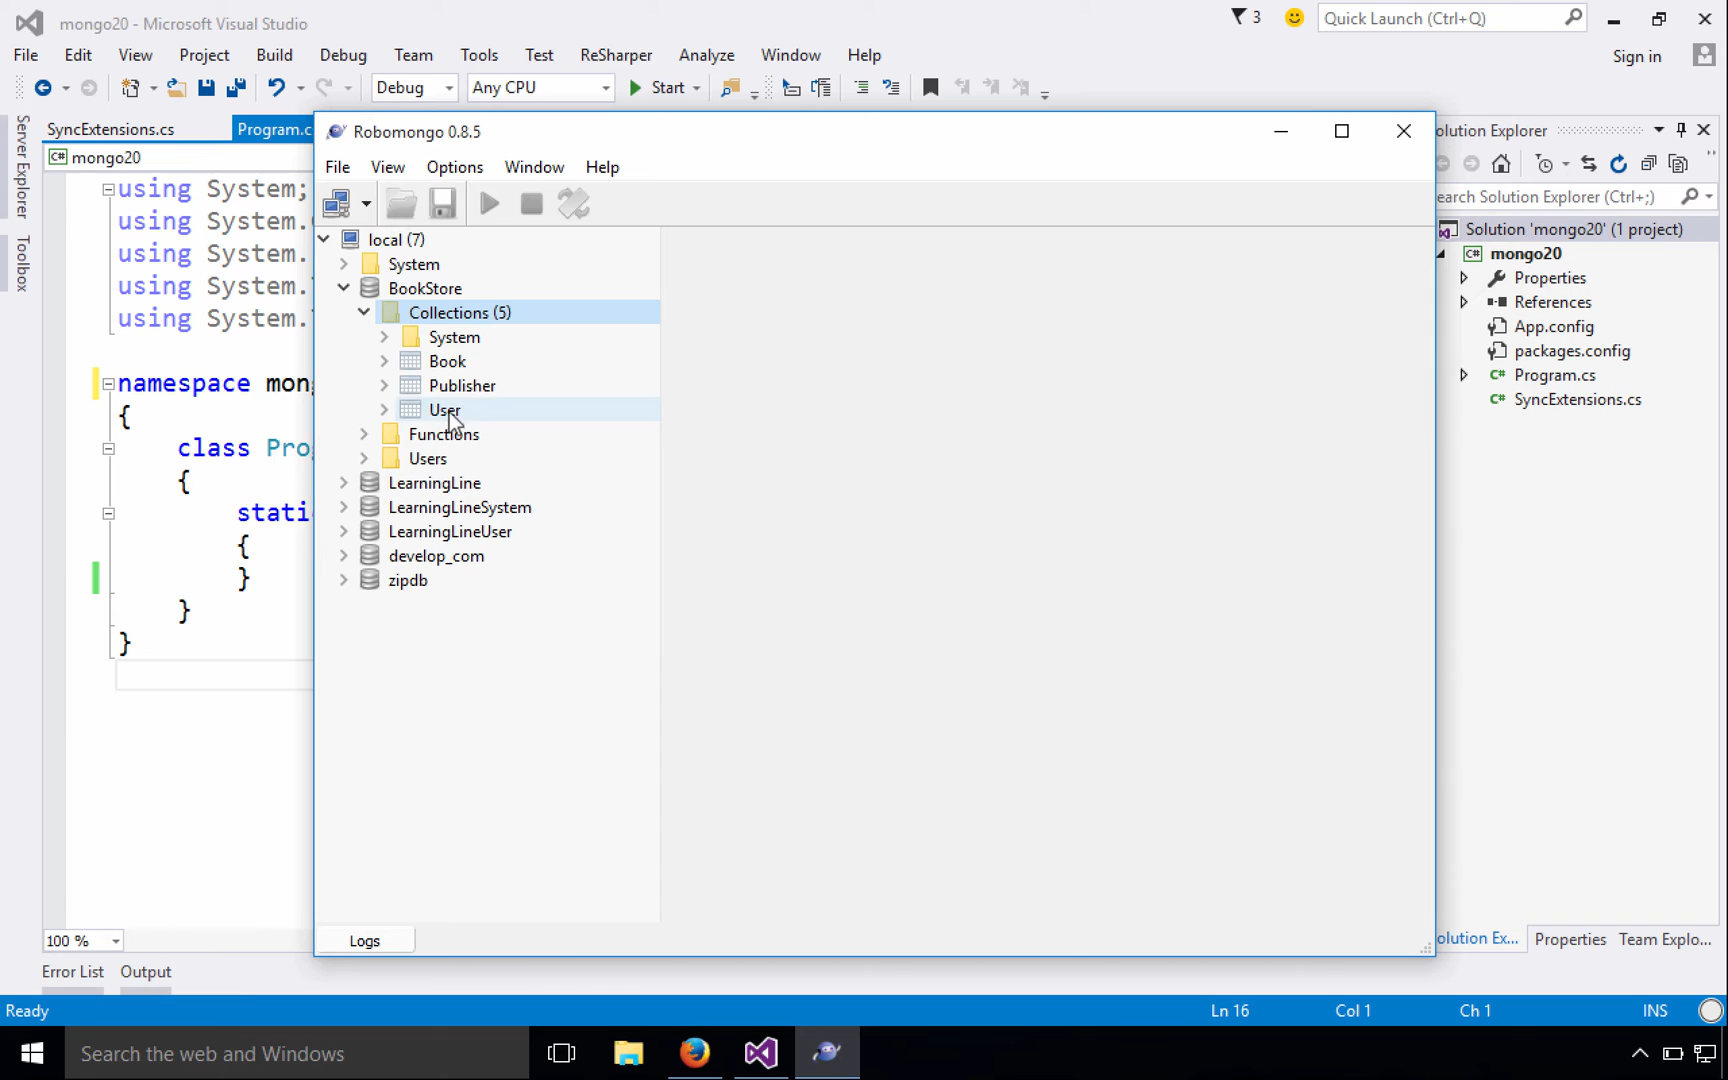 mongo20 - Microsoft Visual Studio
3
Quick Launch (Ctrl+Q)
File Edit View Project Build Debug Team Tools Test ReSharper Analyze Window Help
Sign in
Debug Any CPU Start
Server Explorer
Toolbox
SyncExtensions.cs Program.c
C# mongo20
using System;
using System.
using System.
using System.
using System.
namespace mon
{
class Pro
{
stati
{
}
}
}
100 %
Error List Output
Robomongo 0.8.5
File View Options Window Help
local (7)
System
BookStore
Collections (5)
System
Book
Publisher
User
Functions
Users
LearningLine
LearningLineSystem
LearningLineUser
develop_com
zipdb
Logs
olution Explorer
earch Solution Explorer (Ctrl+;)
Solution 'mongo20' (1 project)
C# mongo20
Properties
References
App.config
packages.config
C# Program.cs
C# SyncExtensions.cs
olution Ex... Properties Team Explo...
Ready Ln 16 Col 1 Ch 1 INS
Search the web and Windows